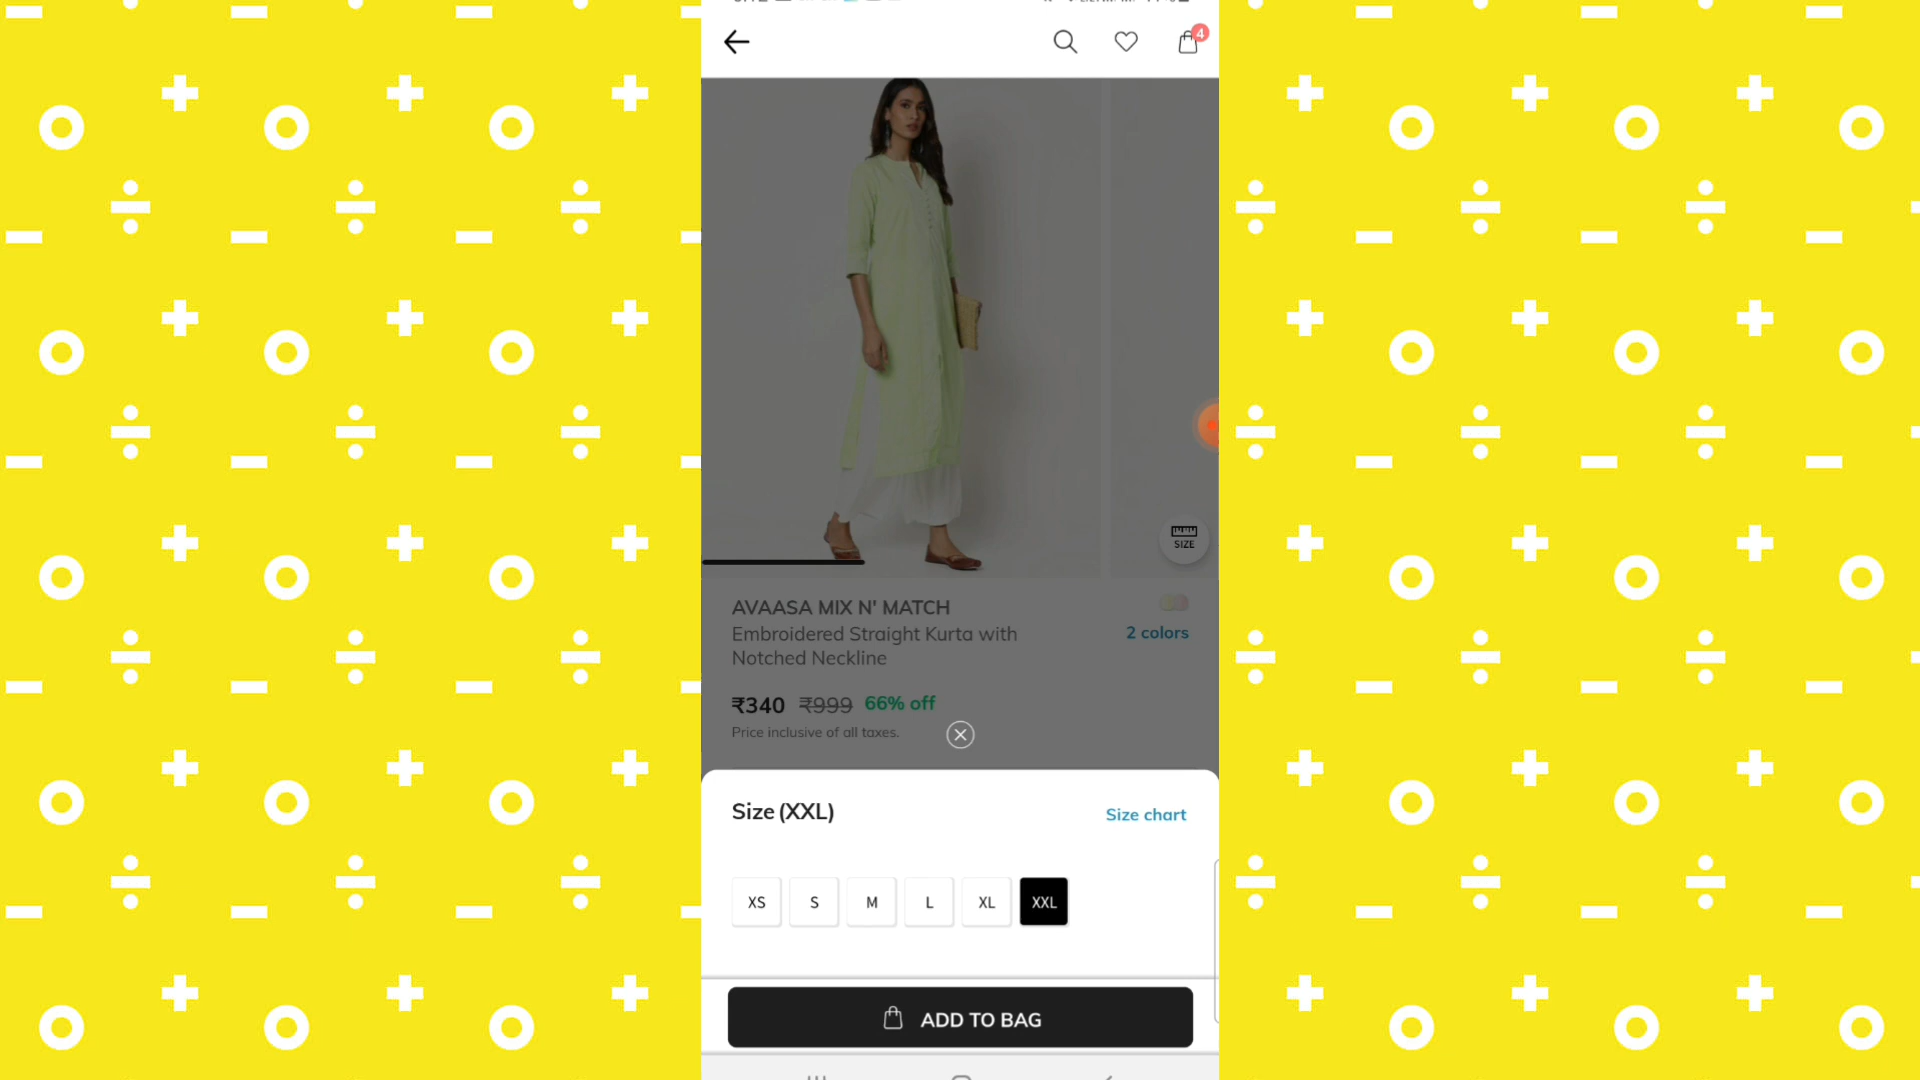 4
SIZE
AVAASA MIX N' MATCH
2 colors
Embroidered Straight Kurta with
Notched Neckline
₹340 ₹999 66% off
Price inclusive of all taxes.
Size (XXL)
Size chart
XS S M L XL XXL
ADD TO BAG